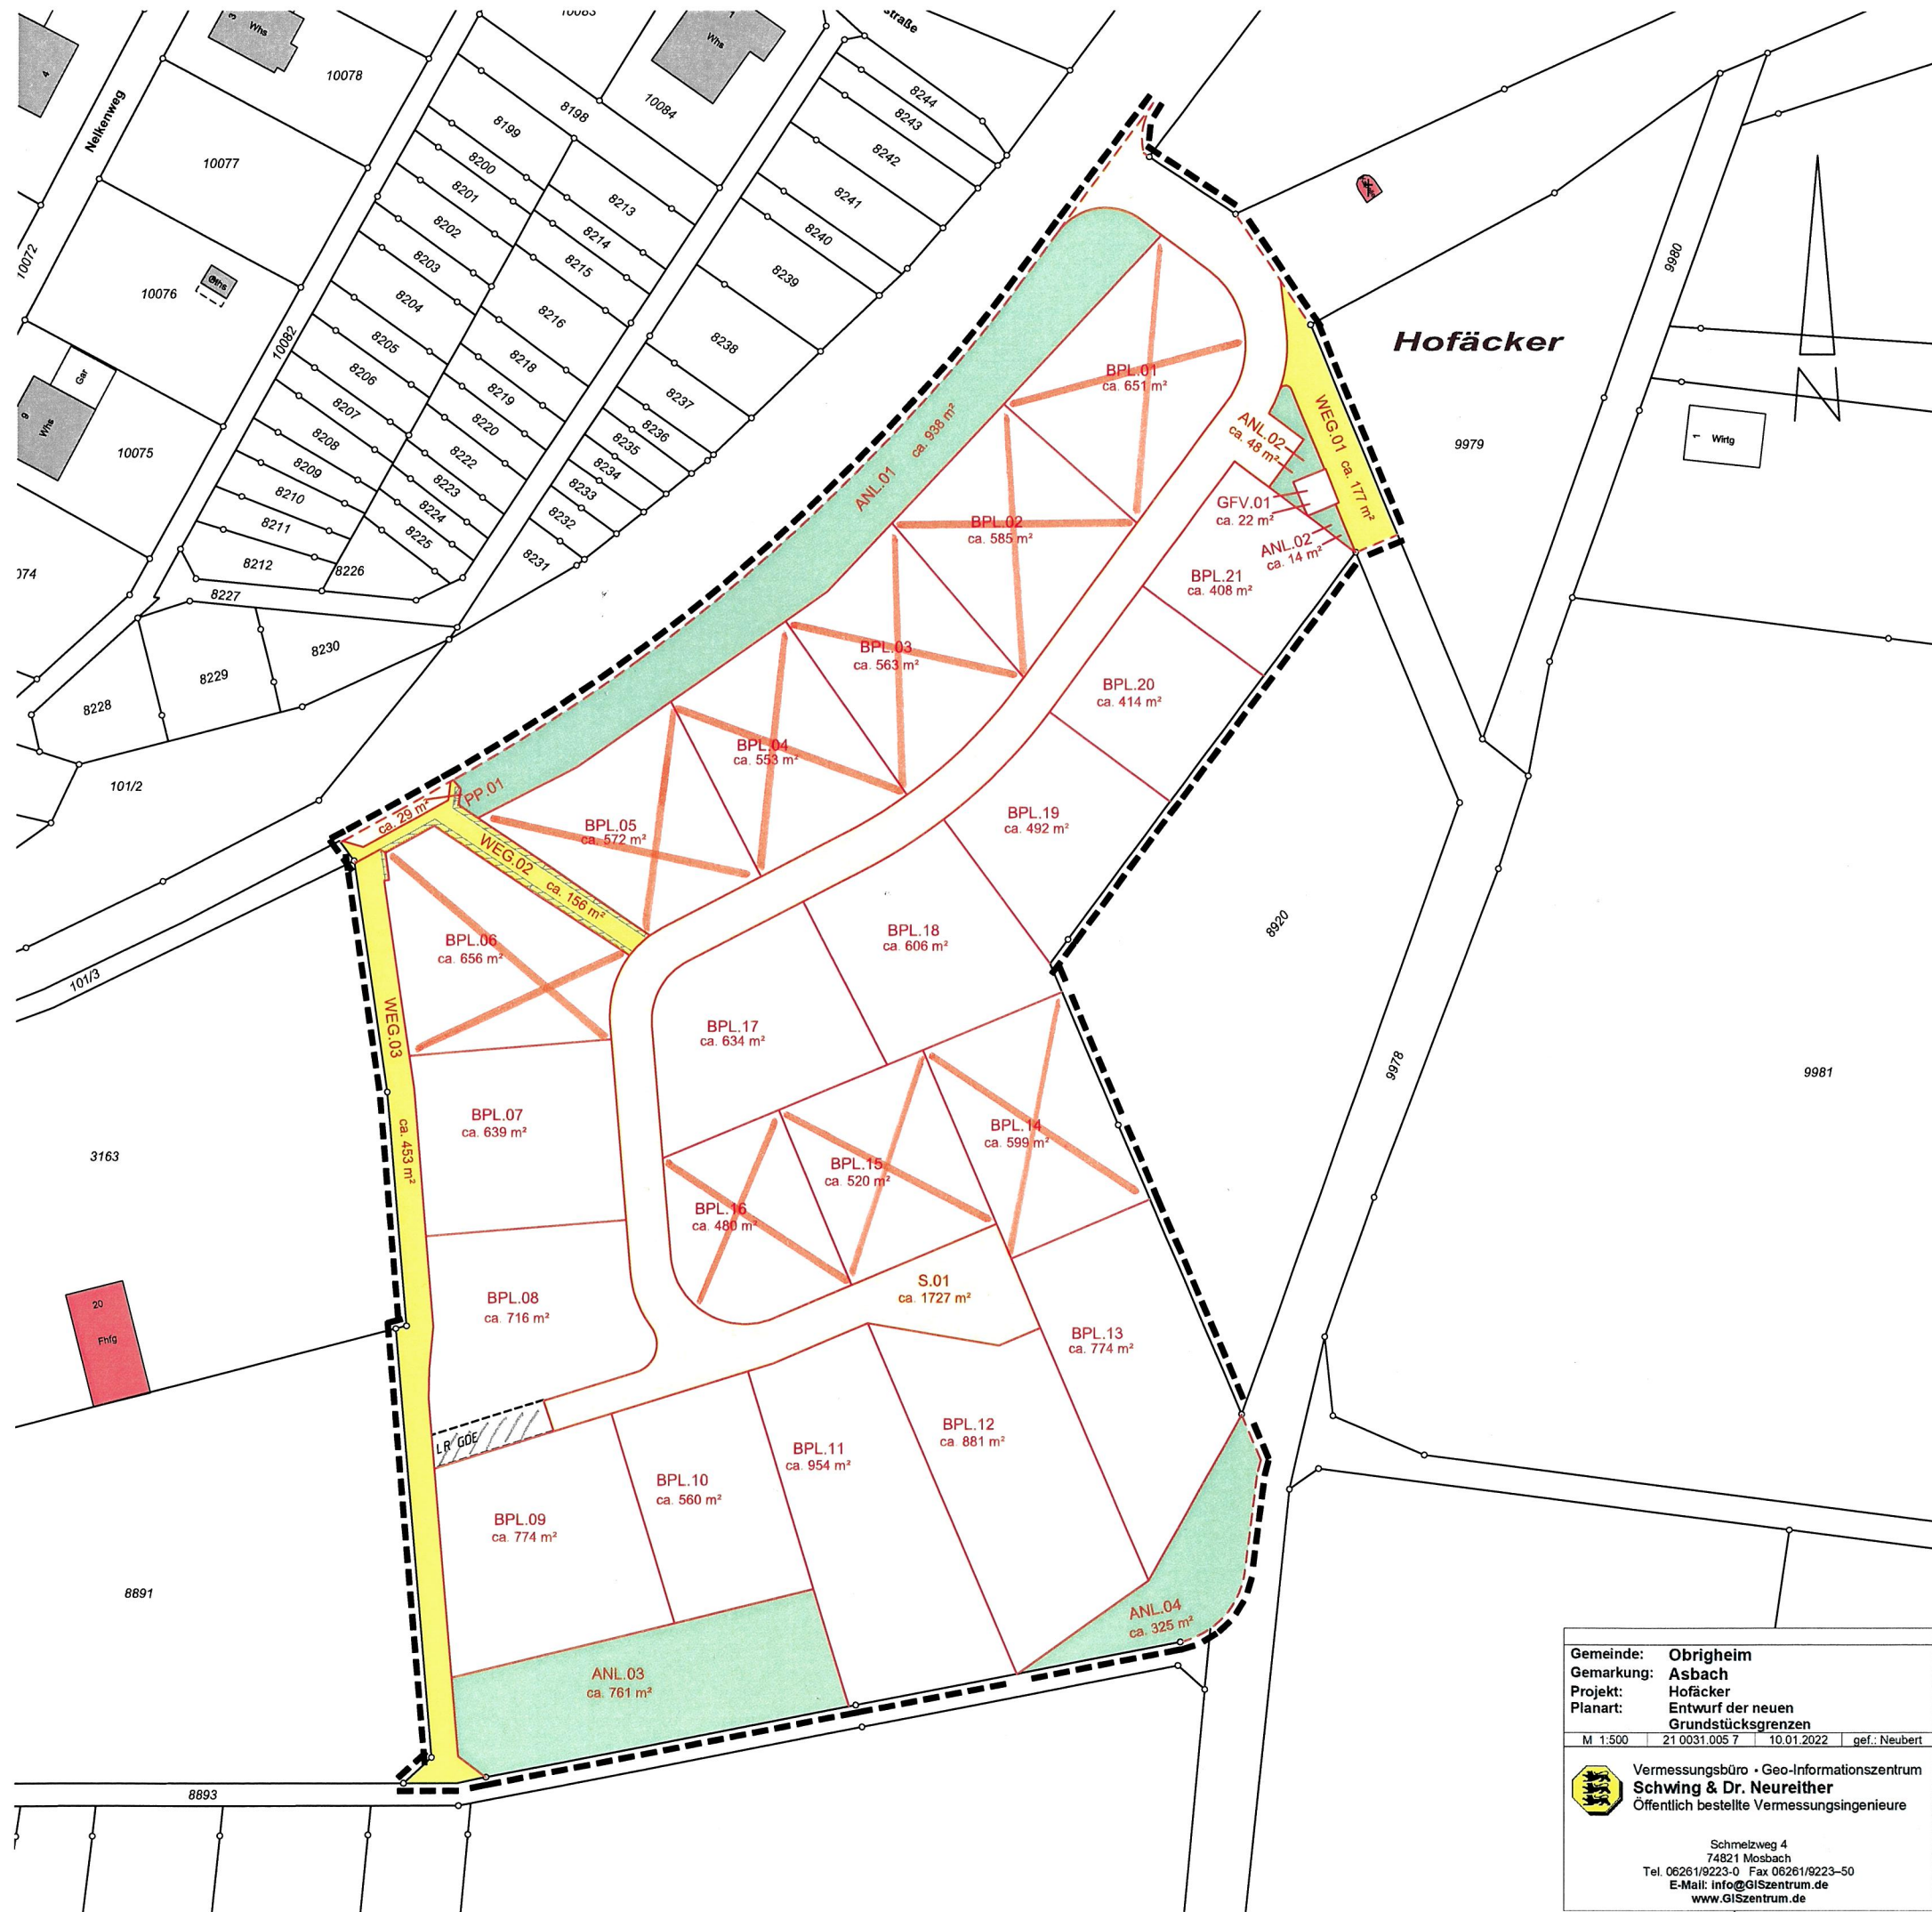 10083
straße
3
Whs
1
Whs
4
10078
Nelkenweg
10077
10084
8198
8199
8200
8201
8202
8203
8204
8205
8206
8207
8208
8209
8210
8211
8212
8213
8214
8215
8216
8218
8219
8220
8222
8223
8224
8225
8226
8227
8228
8229
8230
8231
8232
8233
8234
8235
8236
8237
8238
8239
8240
8241
8242
8243
8244
10072
10076
10082
Gar
9
Whs
10075
074
101/2
101/3
3163
20
Fhfg
8891
8893
Hofäcker
9980
9979
1
Wirtg
8920
9978
9981
N
ANL.01 ca. 938 m²
BPL.01
ca. 651 m²
BPL.02
ca. 585 m²
BPL.03
ca. 563 m²
BPL.04
ca. 553 m²
BPL.05
ca. 572 m²
PP.01
ca. 29 m²
WEG.02 ca. 156 m²
BPL.06
ca. 656 m²
WEG.03 ca. 453 m²
BPL.07
ca. 639 m²
BPL.08
ca. 716 m²
LR GDE
BPL.09
ca. 774 m²
BPL.10
ca. 560 m²
BPL.11
ca. 954 m²
BPL.12
ca. 881 m²
BPL.13
ca. 774 m²
BPL.14
ca. 599 m²
BPL.15
ca. 520 m²
BPL.16
ca. 480 m²
BPL.17
ca. 634 m²
BPL.18
ca. 606 m²
BPL.19
ca. 492 m²
BPL.20
ca. 414 m²
BPL.21
ca. 408 m²
ANL.02
ca. 48 m²
GFV.01
ca. 22 m²
ANL.02
ca. 14 m²
WEG.01 ca. 177 m²
S.01
ca. 1727 m²
ANL.03
ca. 761 m²
ANL.04
ca. 325 m²
Gemeinde: Obrigheim
Gemarkung: Asbach
Projekt: Hofäcker
Planart: Entwurf der neuen
Grundstücksgrenzen
M 1:500 21 0031.005 7 10.01.2022 gef.: Neubert
Vermessungsbüro • Geo-Informationszentrum
Schwing & Dr. Neureither
Öffentlich bestellte Vermessungsingenieure
Schmelzweg 4
74821 Mosbach
Tel. 06261/9223-0 Fax 06261/9223–50
E-Mail: info@GISzentrum.de
www.GISzentrum.de